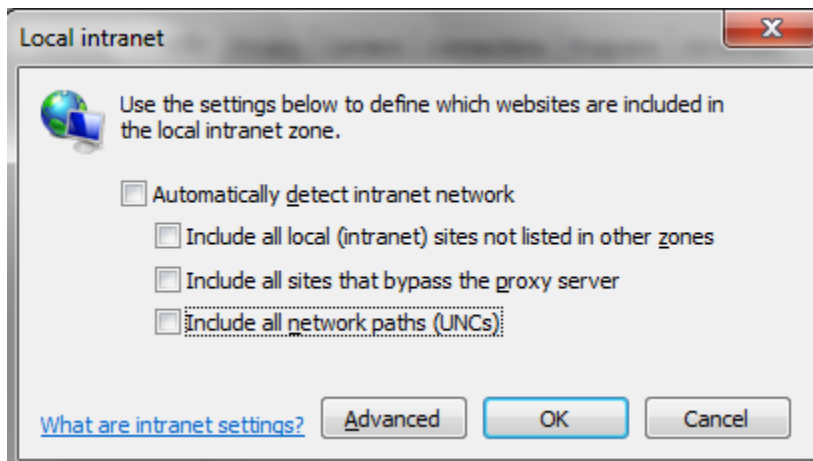 Local intranet
Use the settings below to define which websites are included in
the local intranet zone.
Automatically detect intranet network
Include all local (intranet) sites not listed in other zones
Include all sites that bypass the proxy server
Include all network paths (UNCs)
What are intranet settings?
Advanced
OK
Cancel